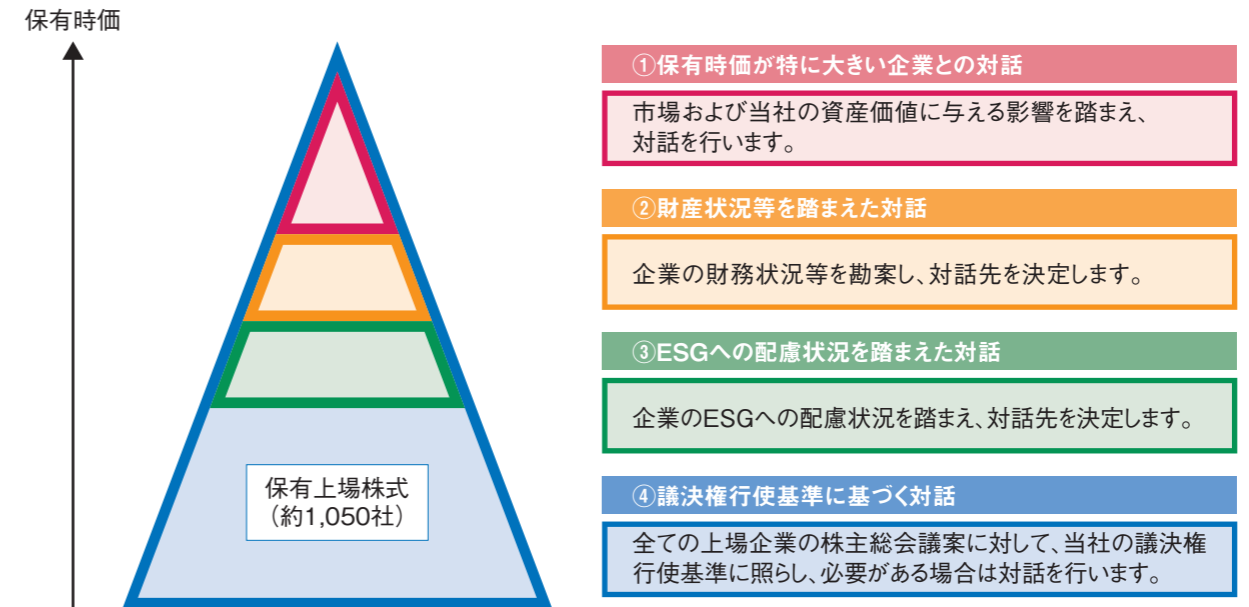 保有時価
①保有時価が特に大きい企業との対話
市場および当社の資産価値に与える影響を踏まえ、
対話を行います。
②財産状況等を踏まえた対話
企業の財務状況等を勘案し、対話先を決定します。
③ESGへの配慮状況を踏まえた対話
企業のESGへの配慮状況を踏まえ、対話先を決定します。
保有上場株式
（約1,050社）
④議決権行使基準に基づく対話
全ての上場企業の株主総会議案に対して、当社の議決権
行使基準に照らし、必要がある場合は対話を行います。